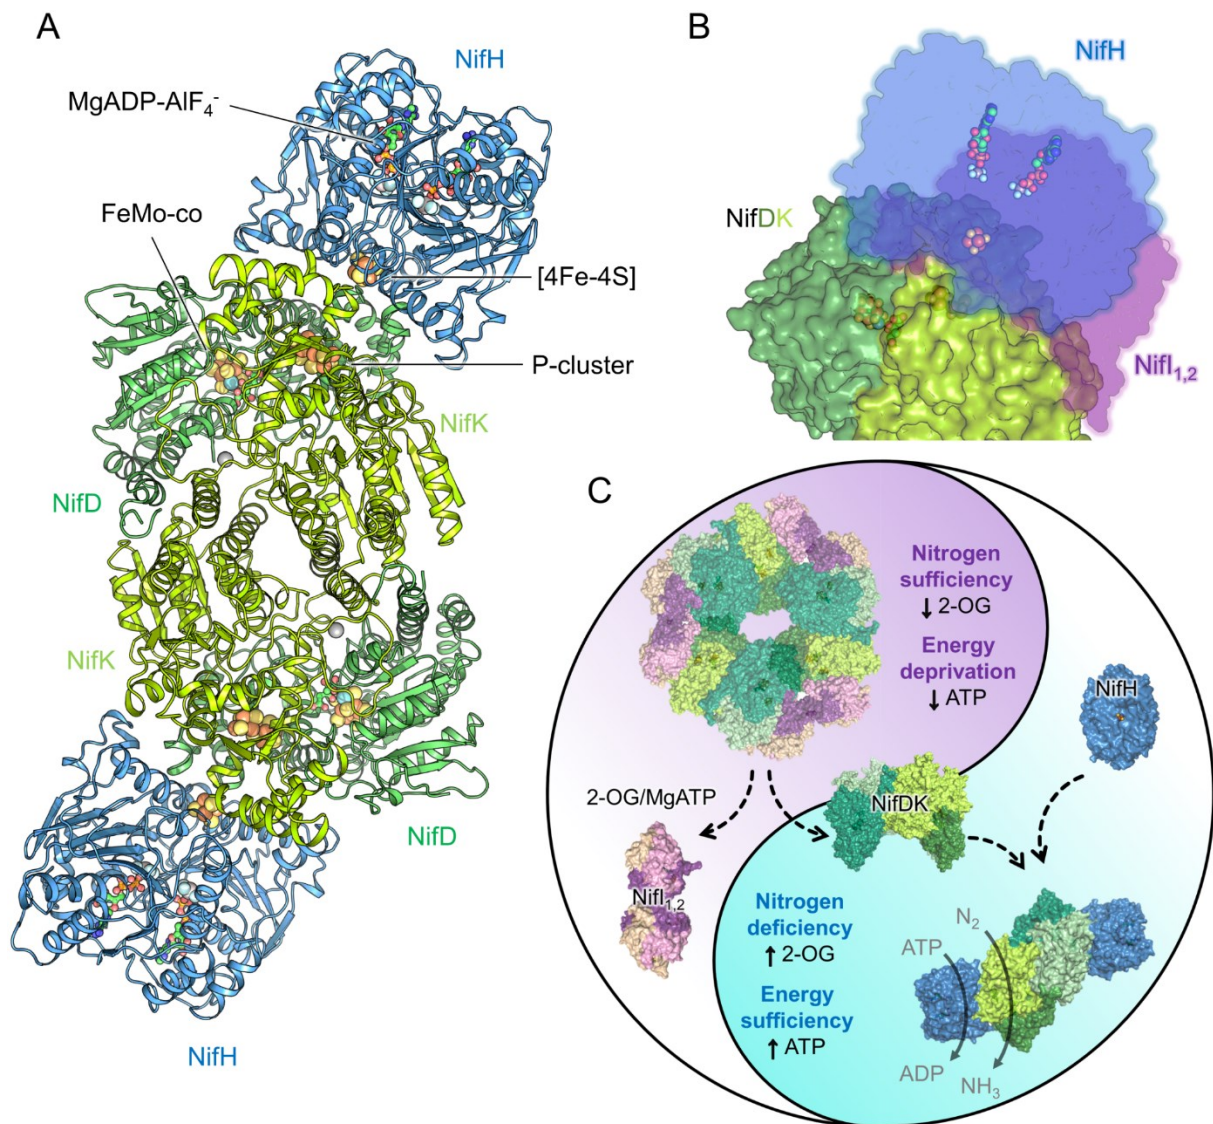 A
NifH
MgADP-AlF₄⁻
FeMo-co
[4Fe-4S]
P-cluster
NifK
NifD
NifK
NifD
NifH
B
NifH
NifDK
NifI₁,₂
C
Nitrogen
sufficiency
↓ 2-OG
Energy
deprivation
↓ ATP
NifH
2-OG/MgATP
NifDK
NifI₁,₂
Nitrogen
deficiency
↑ 2-OG
Energy
sufficiency
↑ ATP
N₂
ATP
ADP
NH₃